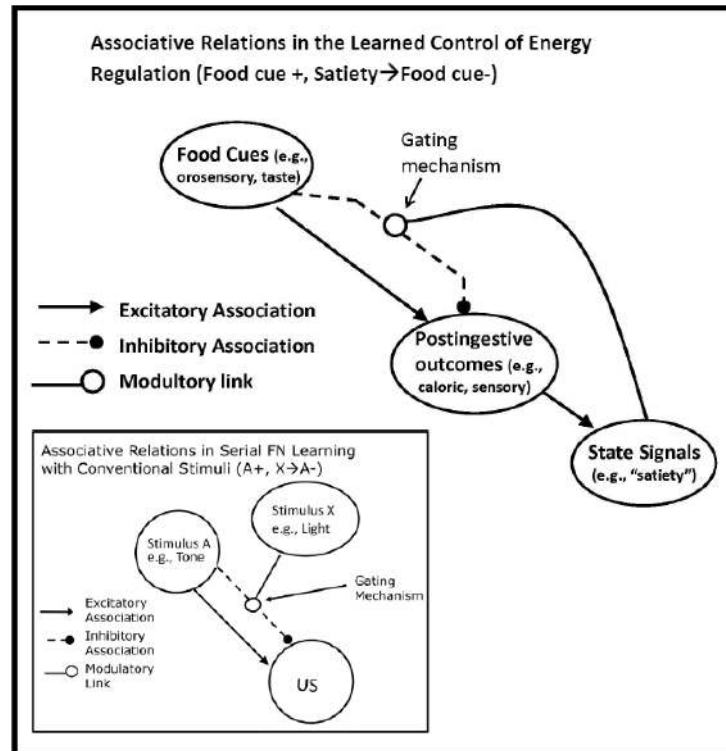 Associative Relations in the Learned Control of Energy
Regulation (Food cue +, Satiety→Food cue-)
Food Cues (e.g.,
orosensory, taste)
Gating
mechanism
Excitatory Association
Inhibitory Association
Modultory link
Postingestive
outcomes (e.g.,
caloric, sensory)
State Signals
(e.g., “satiety”)
Associative Relations in Serial FN Learning
with Conventional Stimuli (A+, X→A-)
Stimulus A
e.g., Tone
Stimulus X
e.g., Light
Gating
Mechanism
Excitatory
Association
Inhibitory
Association
Modulatory
Link
US